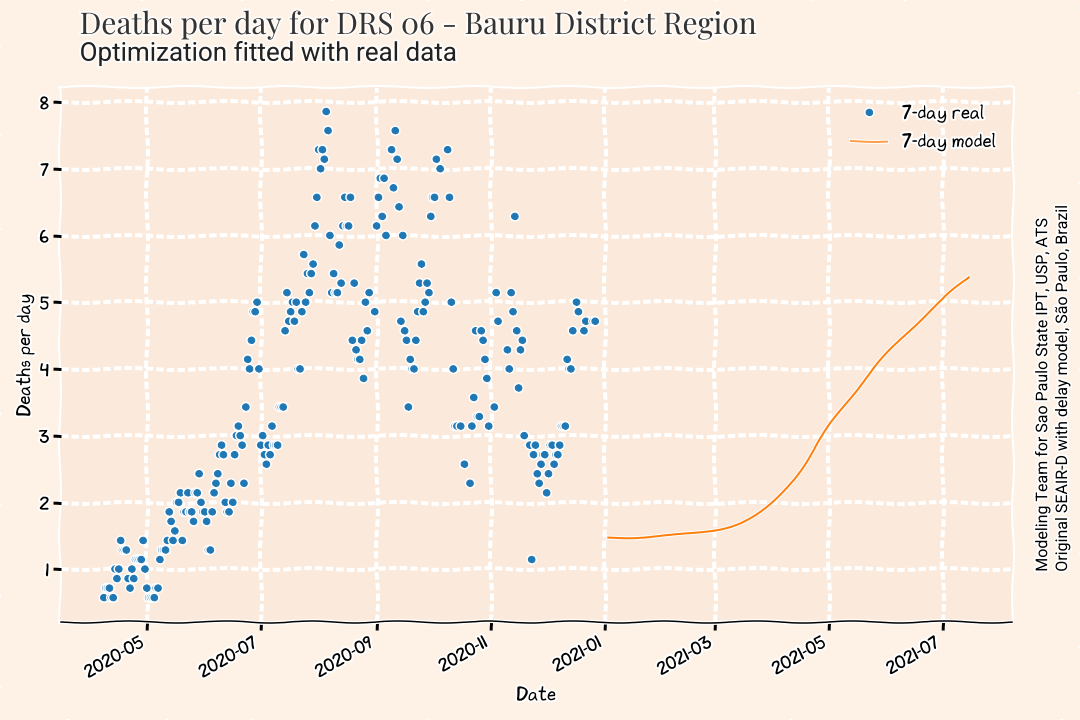 Deaths per day for DRS 06 - Bauru District Region
Optimization fitted with real data
8
7
6
5
4
3
2
1
Deaths per day
7-day real
7-day model
2020-05
2020-07
2020-09
2020-11
2021-01
2021-03
2021-05
2021-07
Date
Modeling Team for Sao Paulo State IPT, USP, ATS
Original SEAIR-D with delay model, São Paulo, Brazil